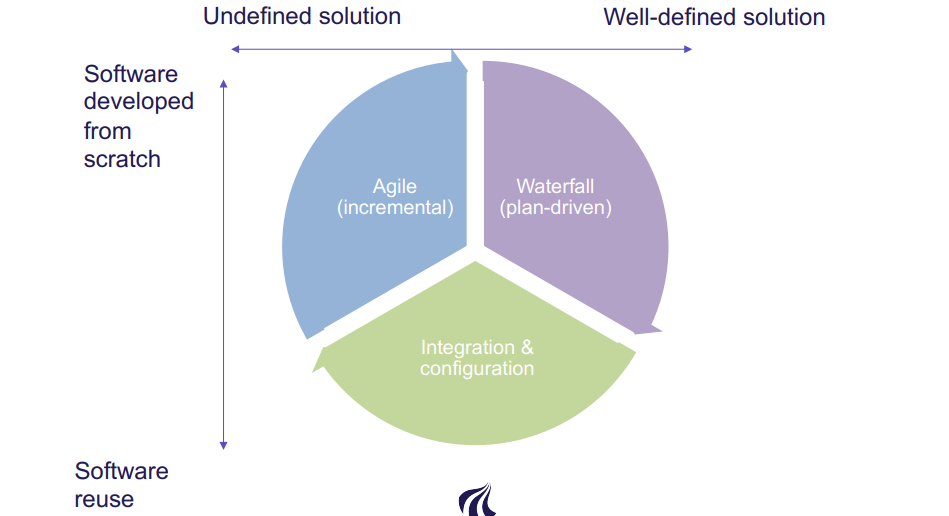 Undefined solution
Well-defined solution
Software
developed
from
scratch
Agile
(incremental)
Waterfall
(plan-driven)
Integration &
configuration
Software
reuse